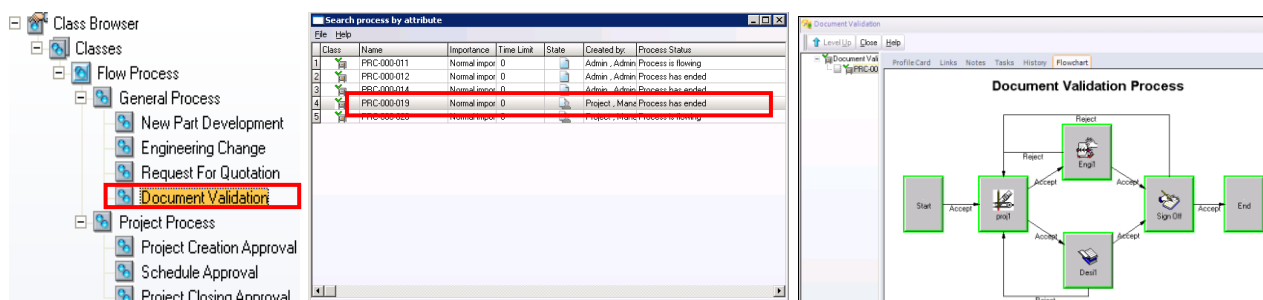 Class Browser
Classes
Flow Process
General Process
New Part Development
Engineering Change
Request For Quotation
Document Validation
Project Process
Project Creation Approval
Schedule Approval
Project Closing Approval
Search process by attribute
File Help
Class Name Importance Time Limit State Created by: Process Status
1 PRC-000-011 Normal impor 0 Admin , Admin Process is flowing
2 PRC-000-012 Normal impor 0 Admin , Admin Process has ended
3 PRC-000-014 Normal impor 0 Admin , Admin Process has ended
4 PRC-000-019 Normal impor 0 Project , Mana Process has ended
5 PRC-000-020 Normal impor 0 Project , Mana Process is flowing
Document Validation
Level Up Close Help
Document Vali
PRC-00
Profile Card Links Notes Tasks History Flowchart
Document Validation Process
Reject
Reject
Engi1
Accept
Accept
Start
Accept
proj1
Sign Off
Accept
End
Accept
Accept
Desi1
Reject